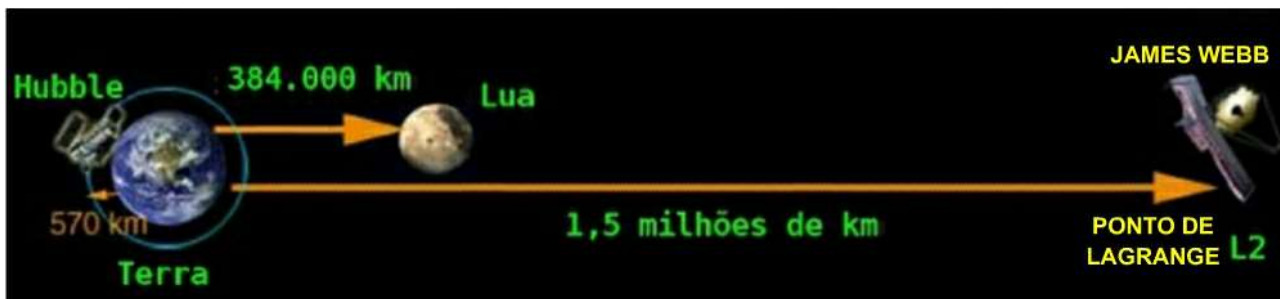 JAMES WEBB
Hubble
384.000 km
Lua
570 km
1,5 milhões de km
PONTO DE
LAGRANGE L2
Terra